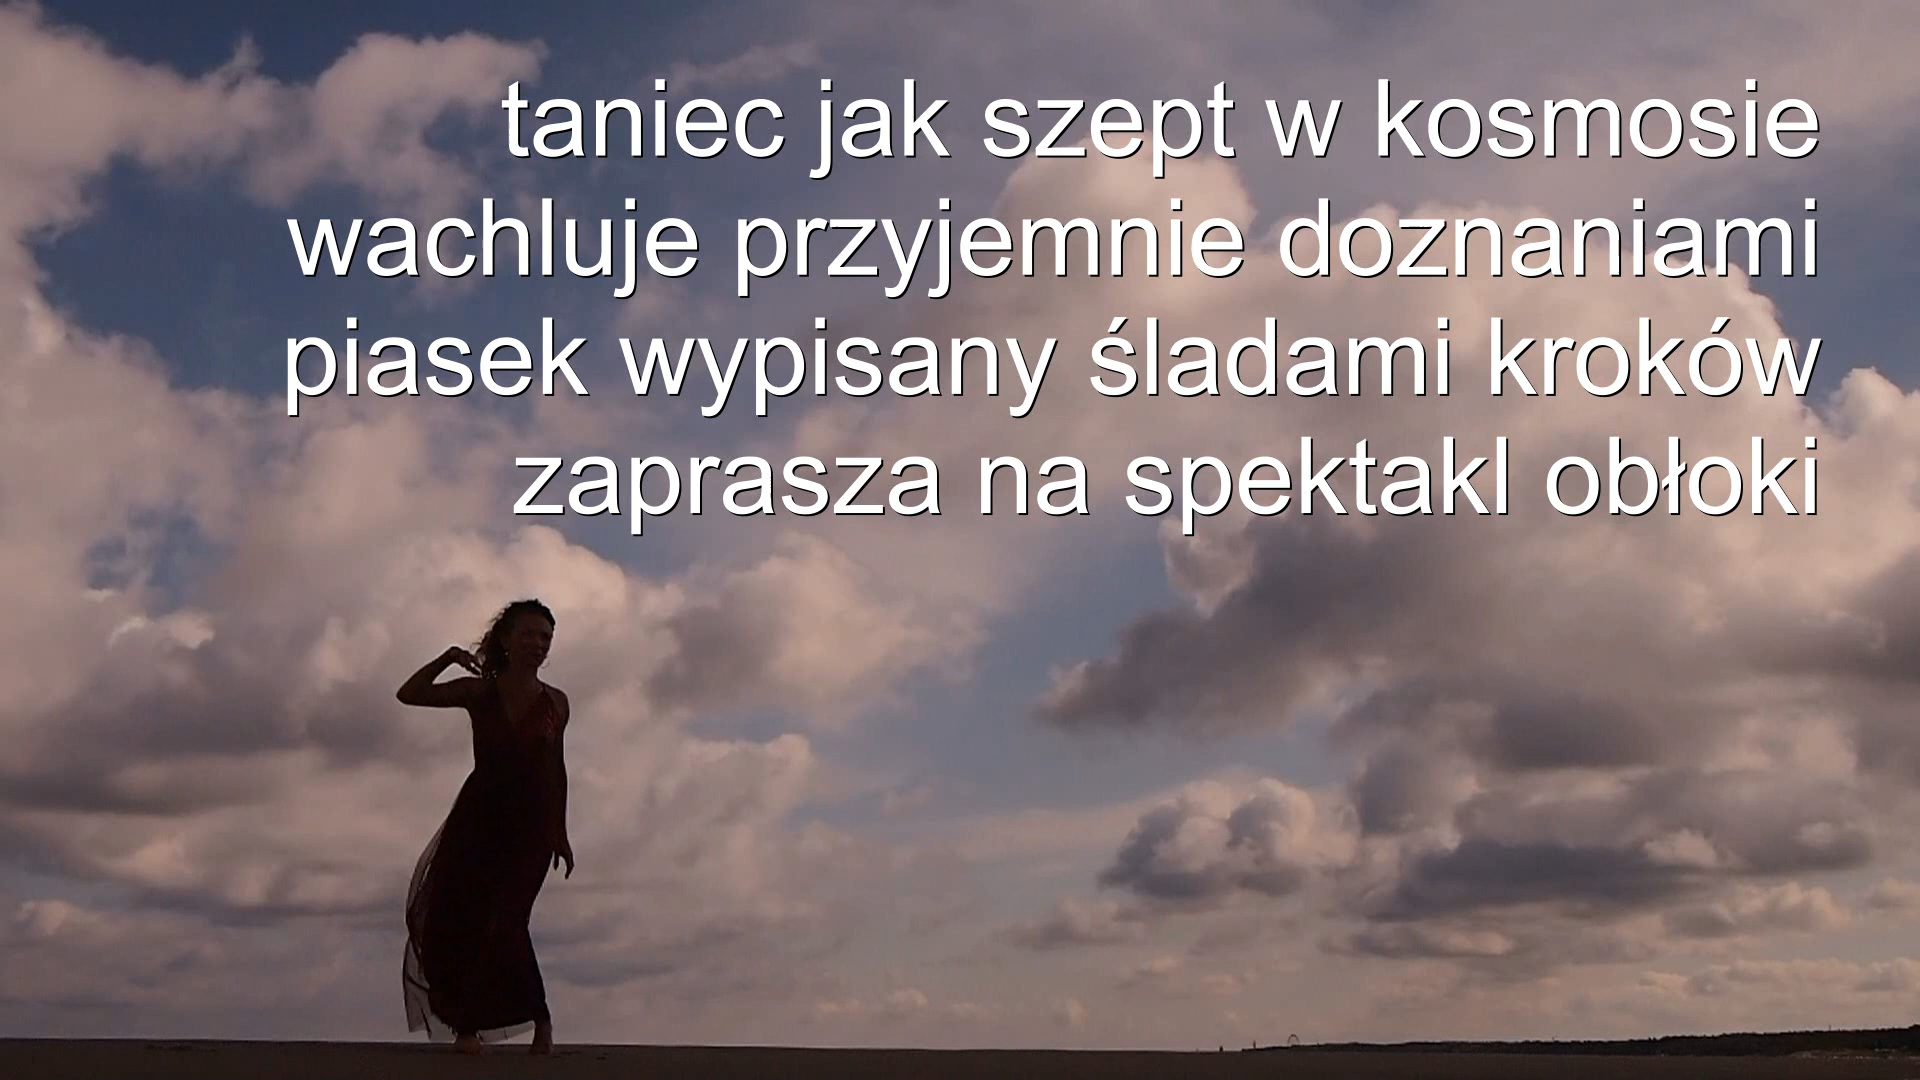 taniec jak szept w kosmosie
wachluje przyjemnie doznaniami
piasek wypisany śladami kroków
zaprasza na spektakl obłoki